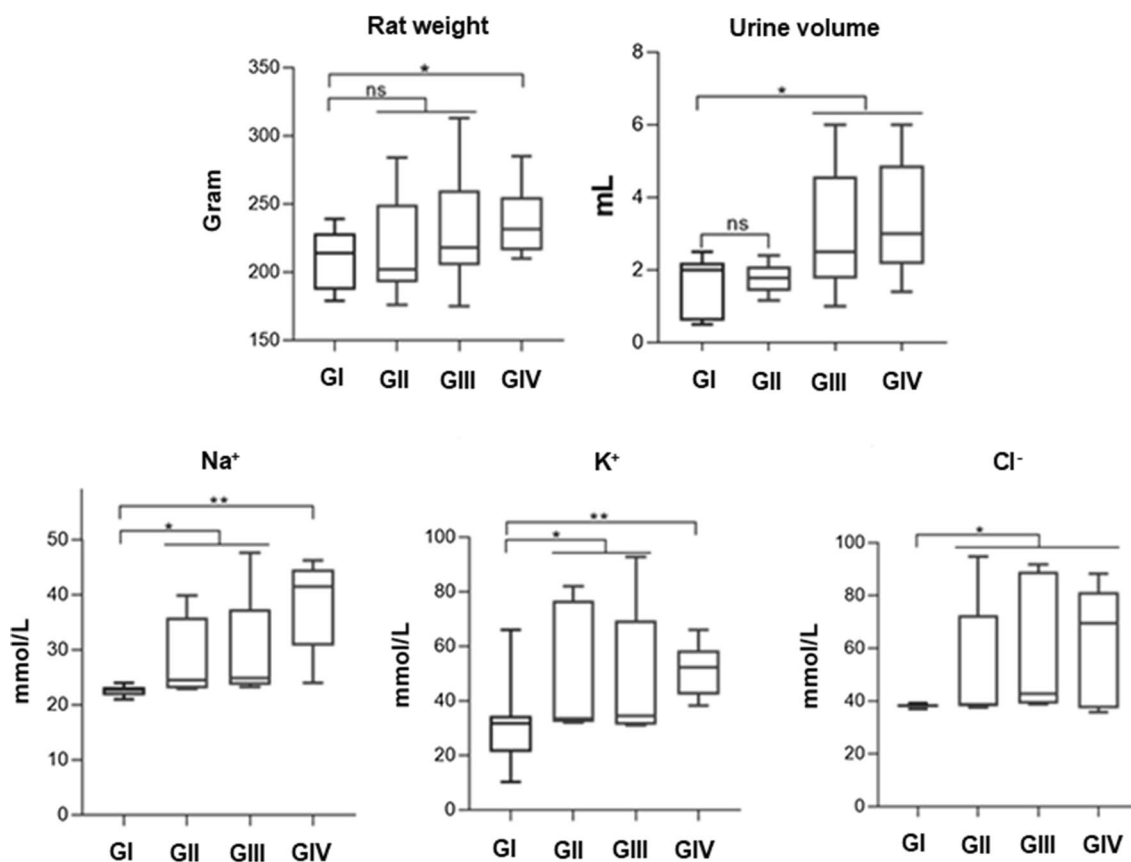 Rat weight
350
300
250
200
150
Gram
*
ns
GI GII GIII GIV
Urine volume
8
6
4
2
0
mL
*
ns
GI GII GIII GIV
Na⁺
50
40
30
20
10
0
mmol/L
**
*
GI GII GIII GIV
K⁺
100
80
60
40
20
0
mmol/L
**
*
GI GII GIII GIV
Cl⁻
100
80
60
40
20
0
mmol/L
*
GI GII GIII GIV